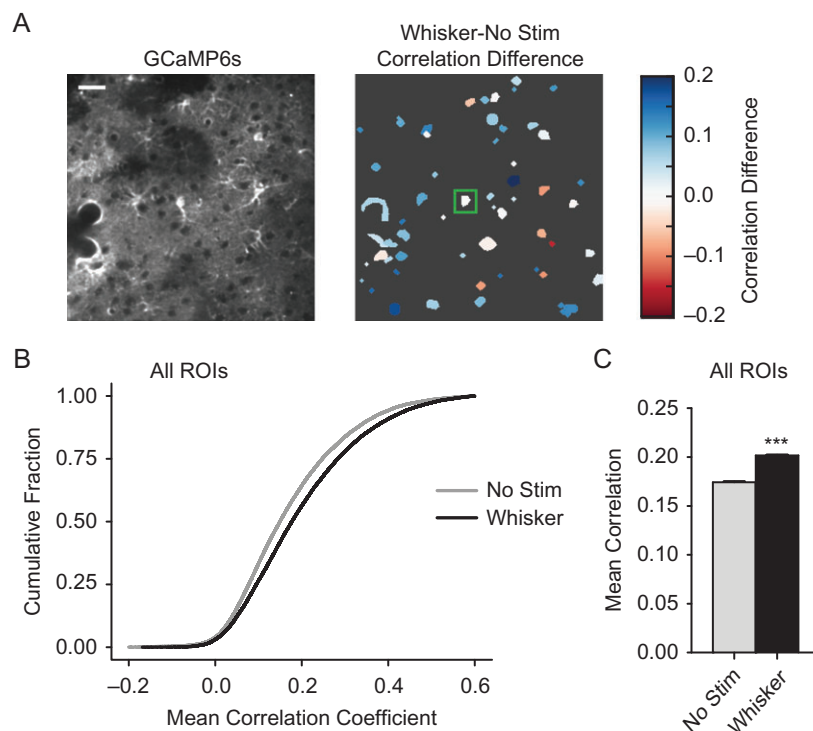 A
GCaMP6s
Whisker-No Stim
Correlation Difference
0.2
0.1
0.0
–0.1
–0.2
Correlation Difference
B
All ROIs
1.00
0.75
0.50
0.25
0.00
Cumulative Fraction
–0.2
0.0
0.2
0.4
0.6
Mean Correlation Coefficient
No Stim
Whisker
C
All ROIs
0.25
0.20
0.15
0.10
0.05
0.00
Mean Correlation
***
No Stim
Whisker